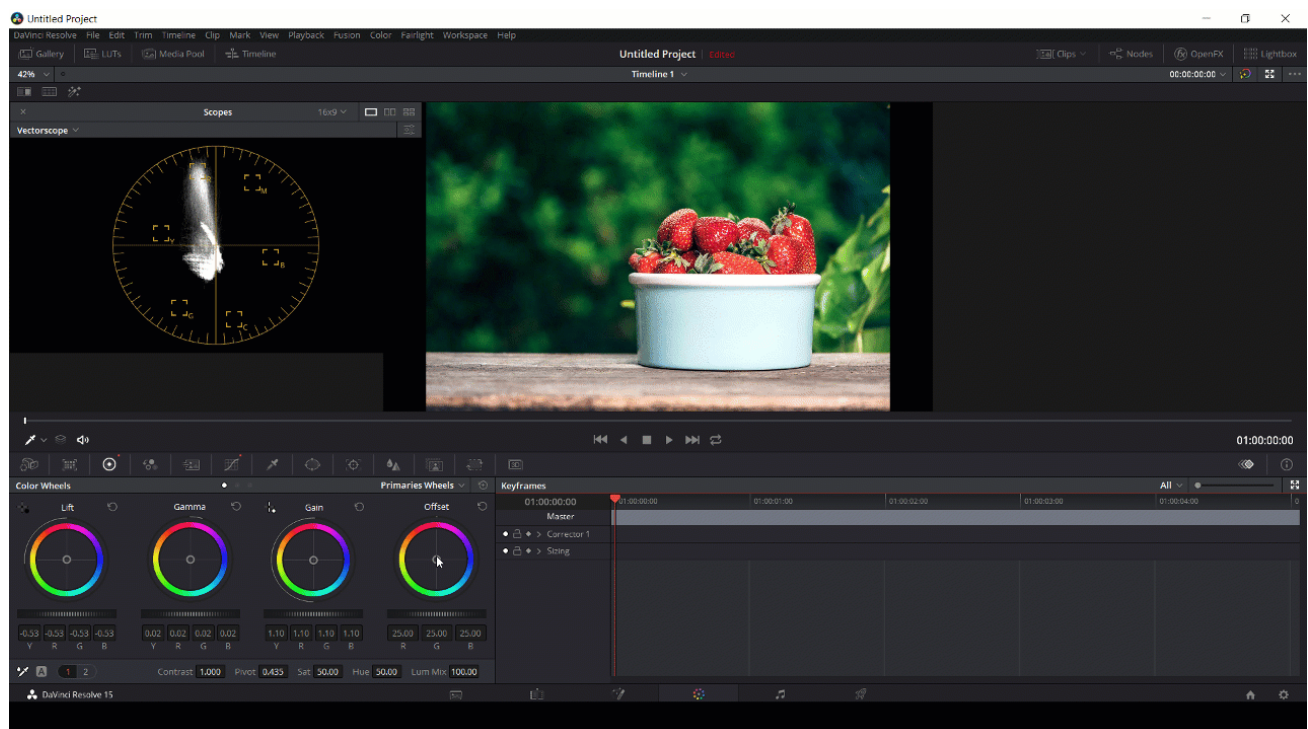 Untitled Project
DaVinci Resolve File Edit Trim Timeline Clip Mark View Playback Fusion Color Fairlight Workspace Help
Gallery LUTs Media Pool Timeline Untitled Project Edited Clips Nodes OpenFX Lightbox
42% Timeline 1 00:00:00:00
Scopes 16x9
Vectorscope
R
M
Y
B
G
C
01:00:00:00
3D
Color Wheels Primaries Wheels Keyframes All
Lift Gamma Gain Offset
01:00:00:00 01:00:00:00 01:00:01:00 01:00:02:00 01:00:03:00 01:00:04:00 0
Master
Corrector 1
Sizing
-0.53 -0.53 -0.53 -0.53 0.02 0.02 0.02 0.02 1.10 1.10 1.10 1.10 25.00 25.00 25.00
Y R G B Y R G B Y R G B R G B
A 1 2 Contrast 1.000 Pivot 0.435 Sat 50.00 Hue 50.00 Lum Mix 100.00
DaVinci Resolve 15